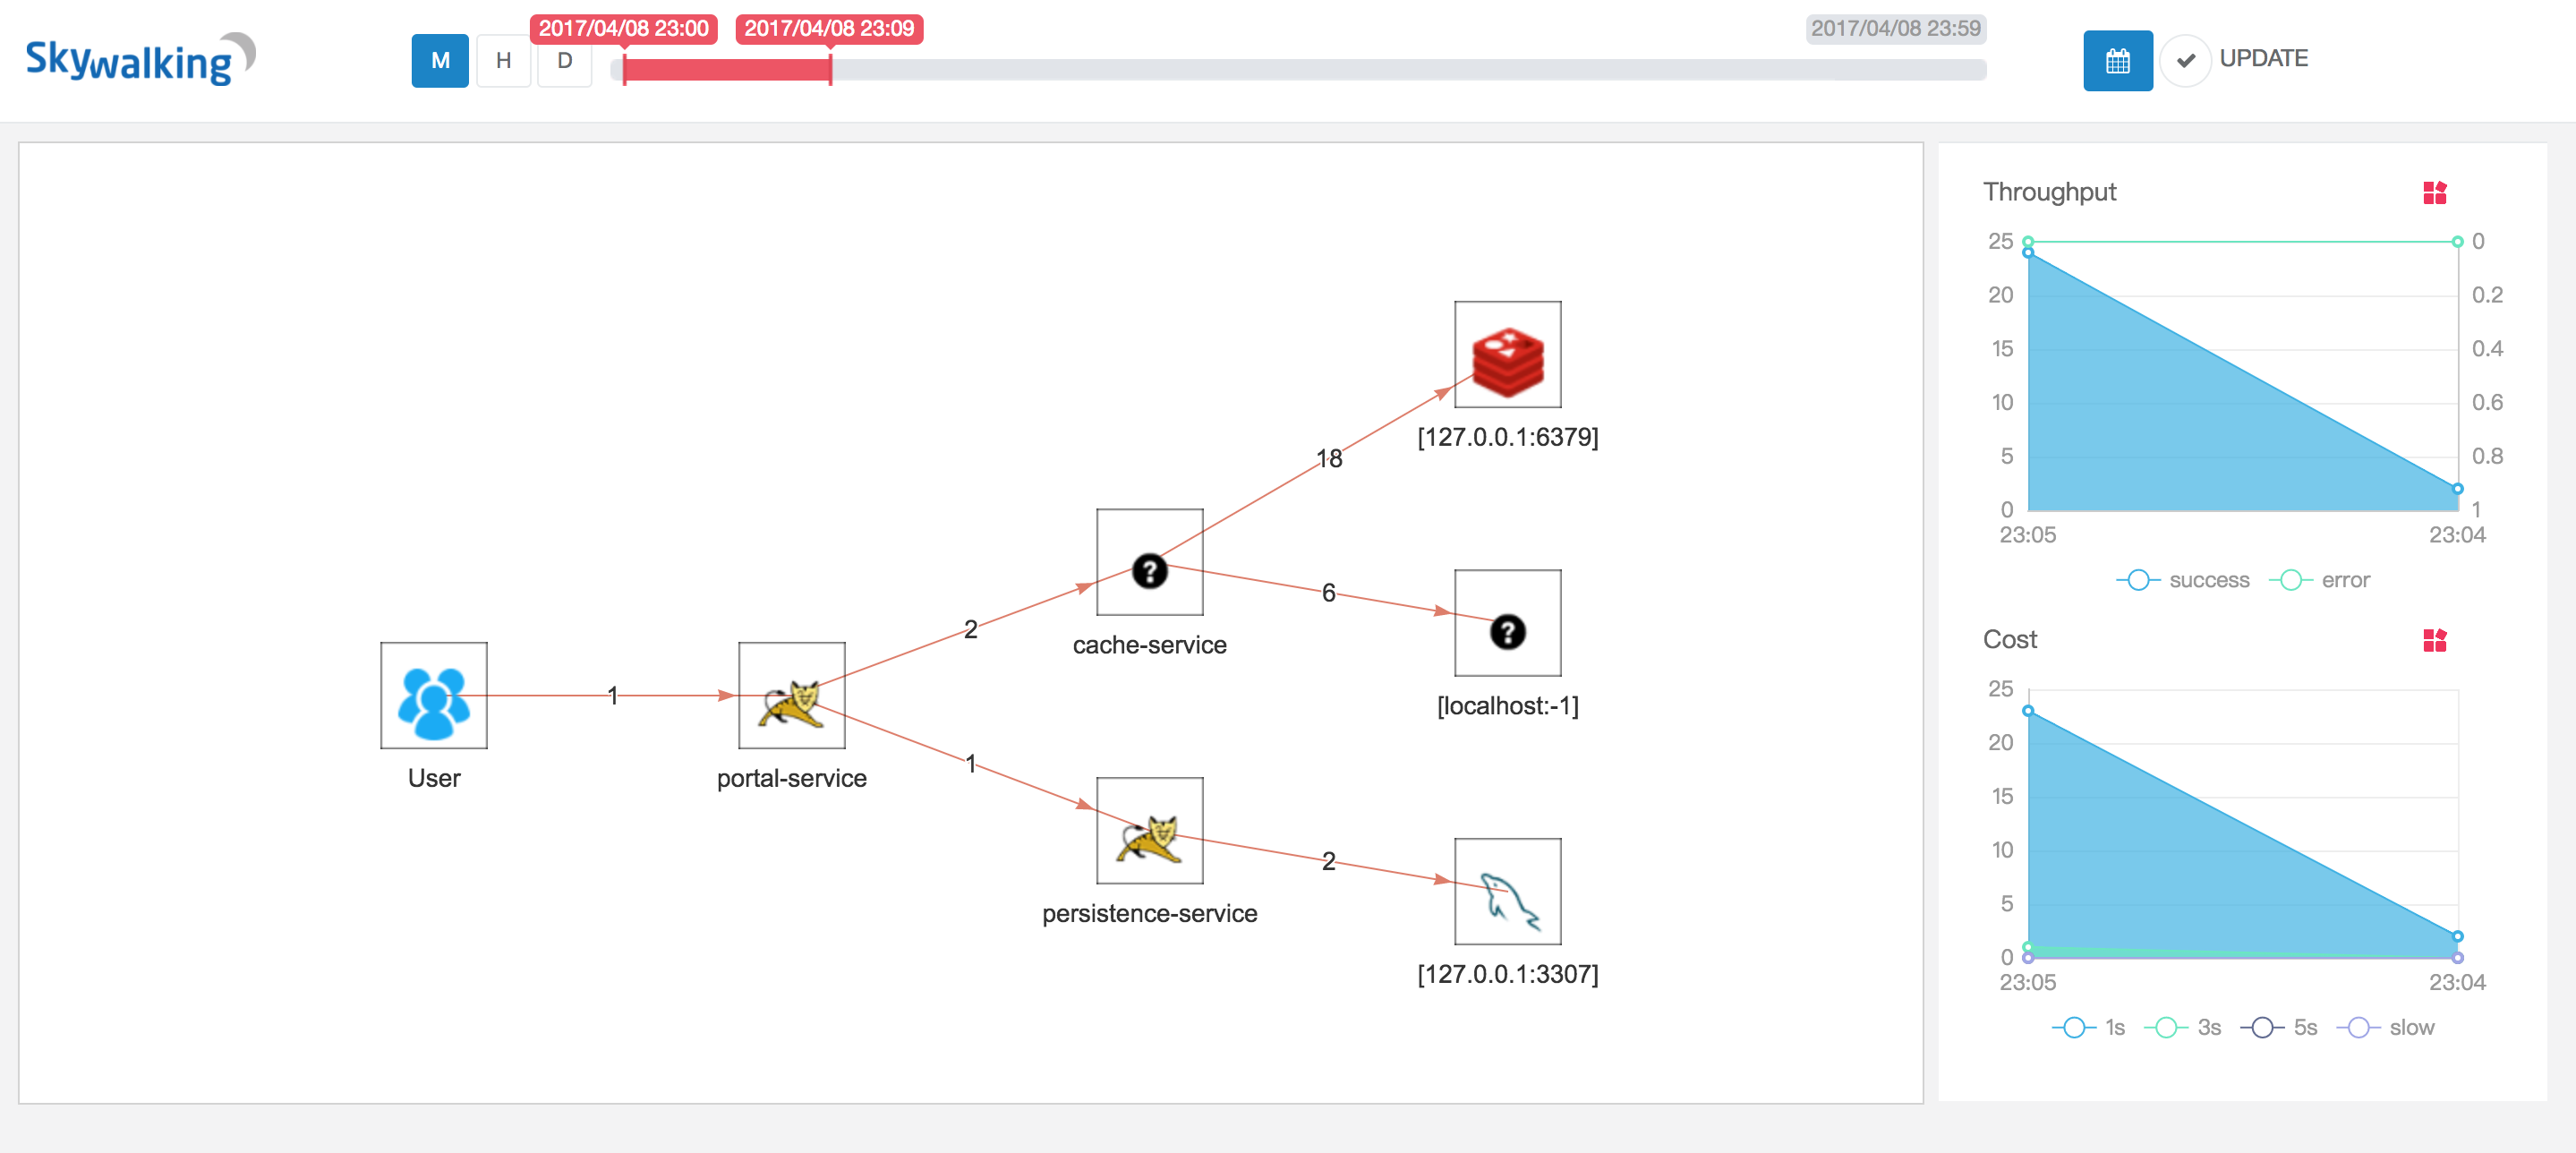 Skywalking
M
H
D
2017/04/08 23:00
2017/04/08 23:09
2017/04/08 23:59
UPDATE
18
[127.0.0.1:6379]
2
6
cache-service
[localhost:-1]
1
User
portal-service
1
2
persistence-service
[127.0.0.1:3307]
Throughput
25
0
20
0.2
15
0.4
10
0.6
5
0.8
0
1
23:05
23:04
success
error
Cost
25
20
15
10
5
0
23:05
23:04
1s
3s
5s
slow